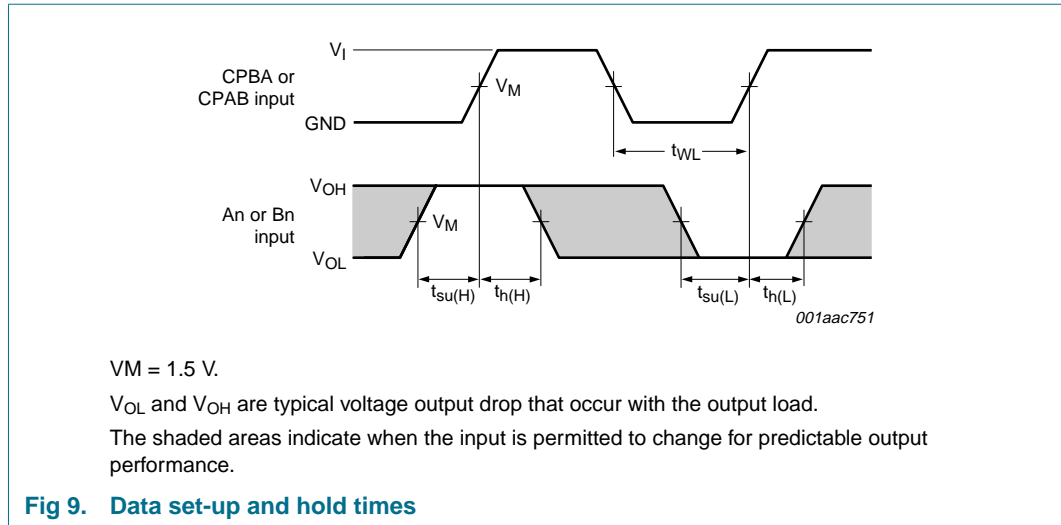 VI
CPBA or
CPAB input
VM
GND
tWL
VOH
An or Bn
input
VM
VOL
tsu(H)
th(H)
tsu(L)
th(L)
001aac751
VM = 1.5 V.
VOL and VOH are typical voltage output drop that occur with the output load.
The shaded areas indicate when the input is permitted to change for predictable output
performance.
Fig 9. Data set-up and hold times